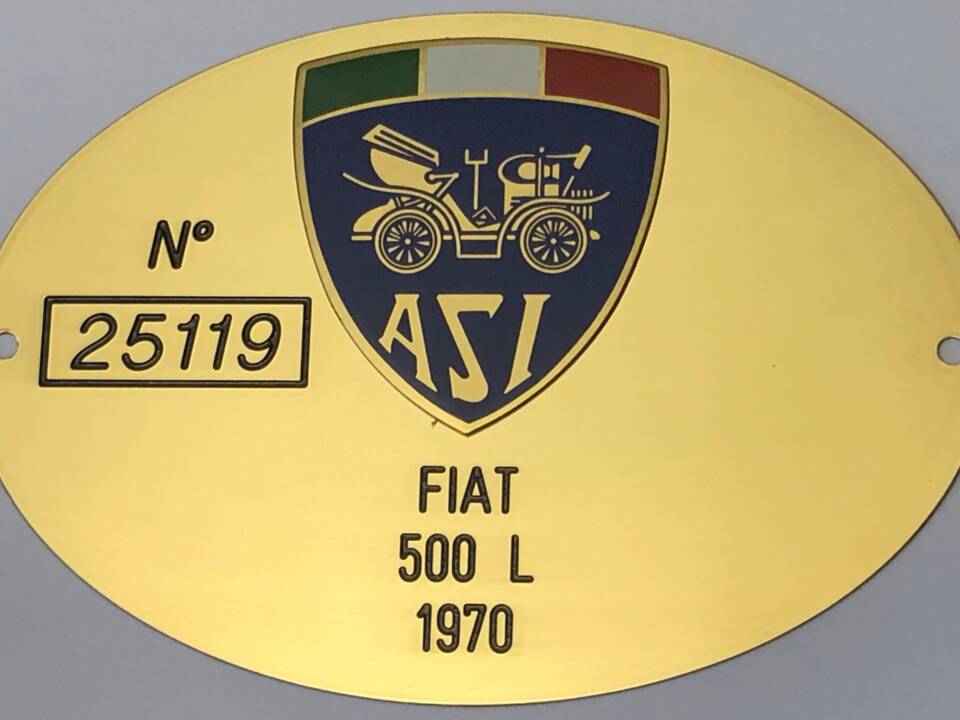 N°
25119
ASI
FIAT
500 L
1970